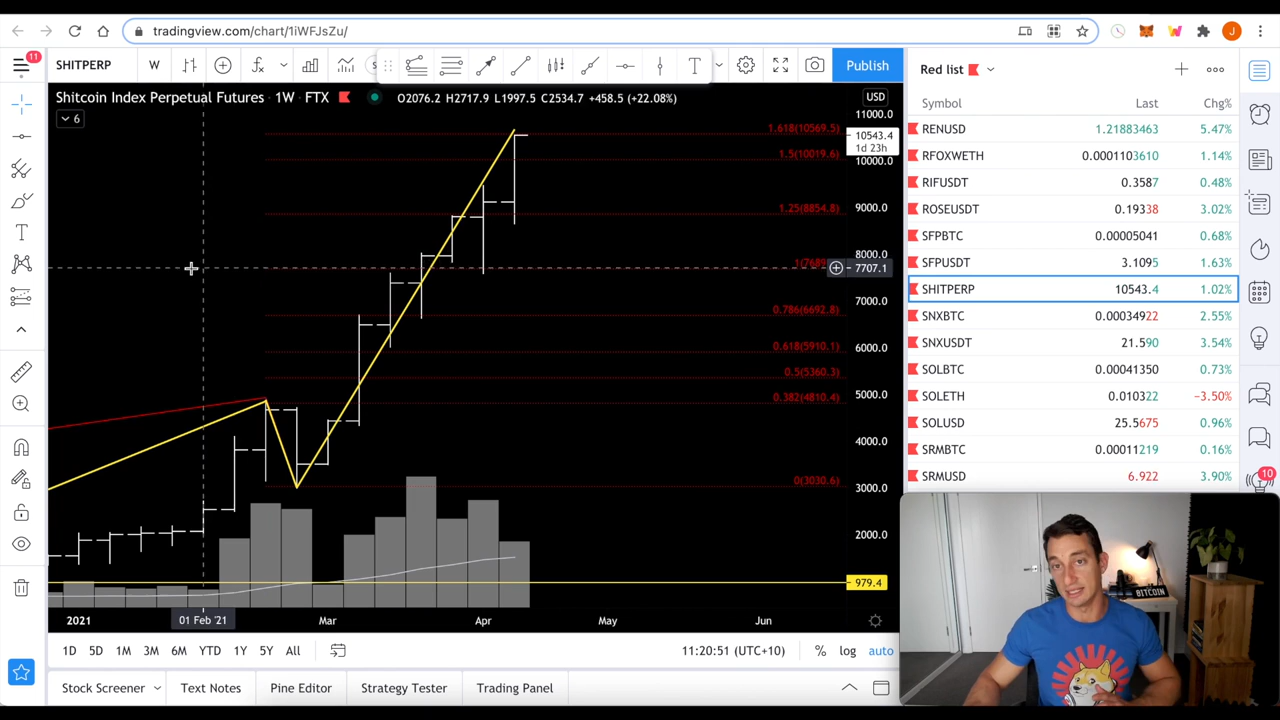 tradingview.com/chart/1iWFJsZu/
11
SHITPERP
W
Publish
Red list
Shitcoin Index Perpetual Futures · 1W · FTX
O2076.2 H2717.9 L1997.5 C2534.7 +458.5 (+22.08%)
6
USD
11000.0
10543.4
1d 23h
10000.0
9000.0
8000.0
7707.1
7000.0
6000.0
5000.0
4000.0
3000.0
2000.0
979.4
1.618(10569.5)
1.5(10019.6)
1.25(8854.8)
0.786(6692.8)
0.618(5910.1)
0.5(5360.3)
0.382(4810.4)
0(3030.6)
2021
01 Feb '21
Mar
Apr
May
Jun
1D 5D 1M 3M 6M YTD 1Y 5Y All
11:20:51 (UTC+10)
% log auto
Stock Screener
Text Notes
Pine Editor
Strategy Tester
Trading Panel
Symbol Last Chg%
RENUSD 1.21883463 5.47%
RFOXWETH 0.0001103610 1.14%
RIFUSDT 0.3587 0.48%
ROSEUSDT 0.19338 3.02%
SFPBTC 0.00005041 0.68%
SFPUSDT 3.1095 1.63%
SHITPERP 10543.4 1.02%
SNXBTC 0.00034922 2.55%
SNXUSDT 21.590 3.54%
SOLBTC 0.00041350 0.73%
SOLETH 0.010322 −3.50%
SOLUSD 25.5675 0.96%
SRMBTC 0.00011219 0.16%
SRMUSD 6.922 3.90%
10
BITCOIN
J